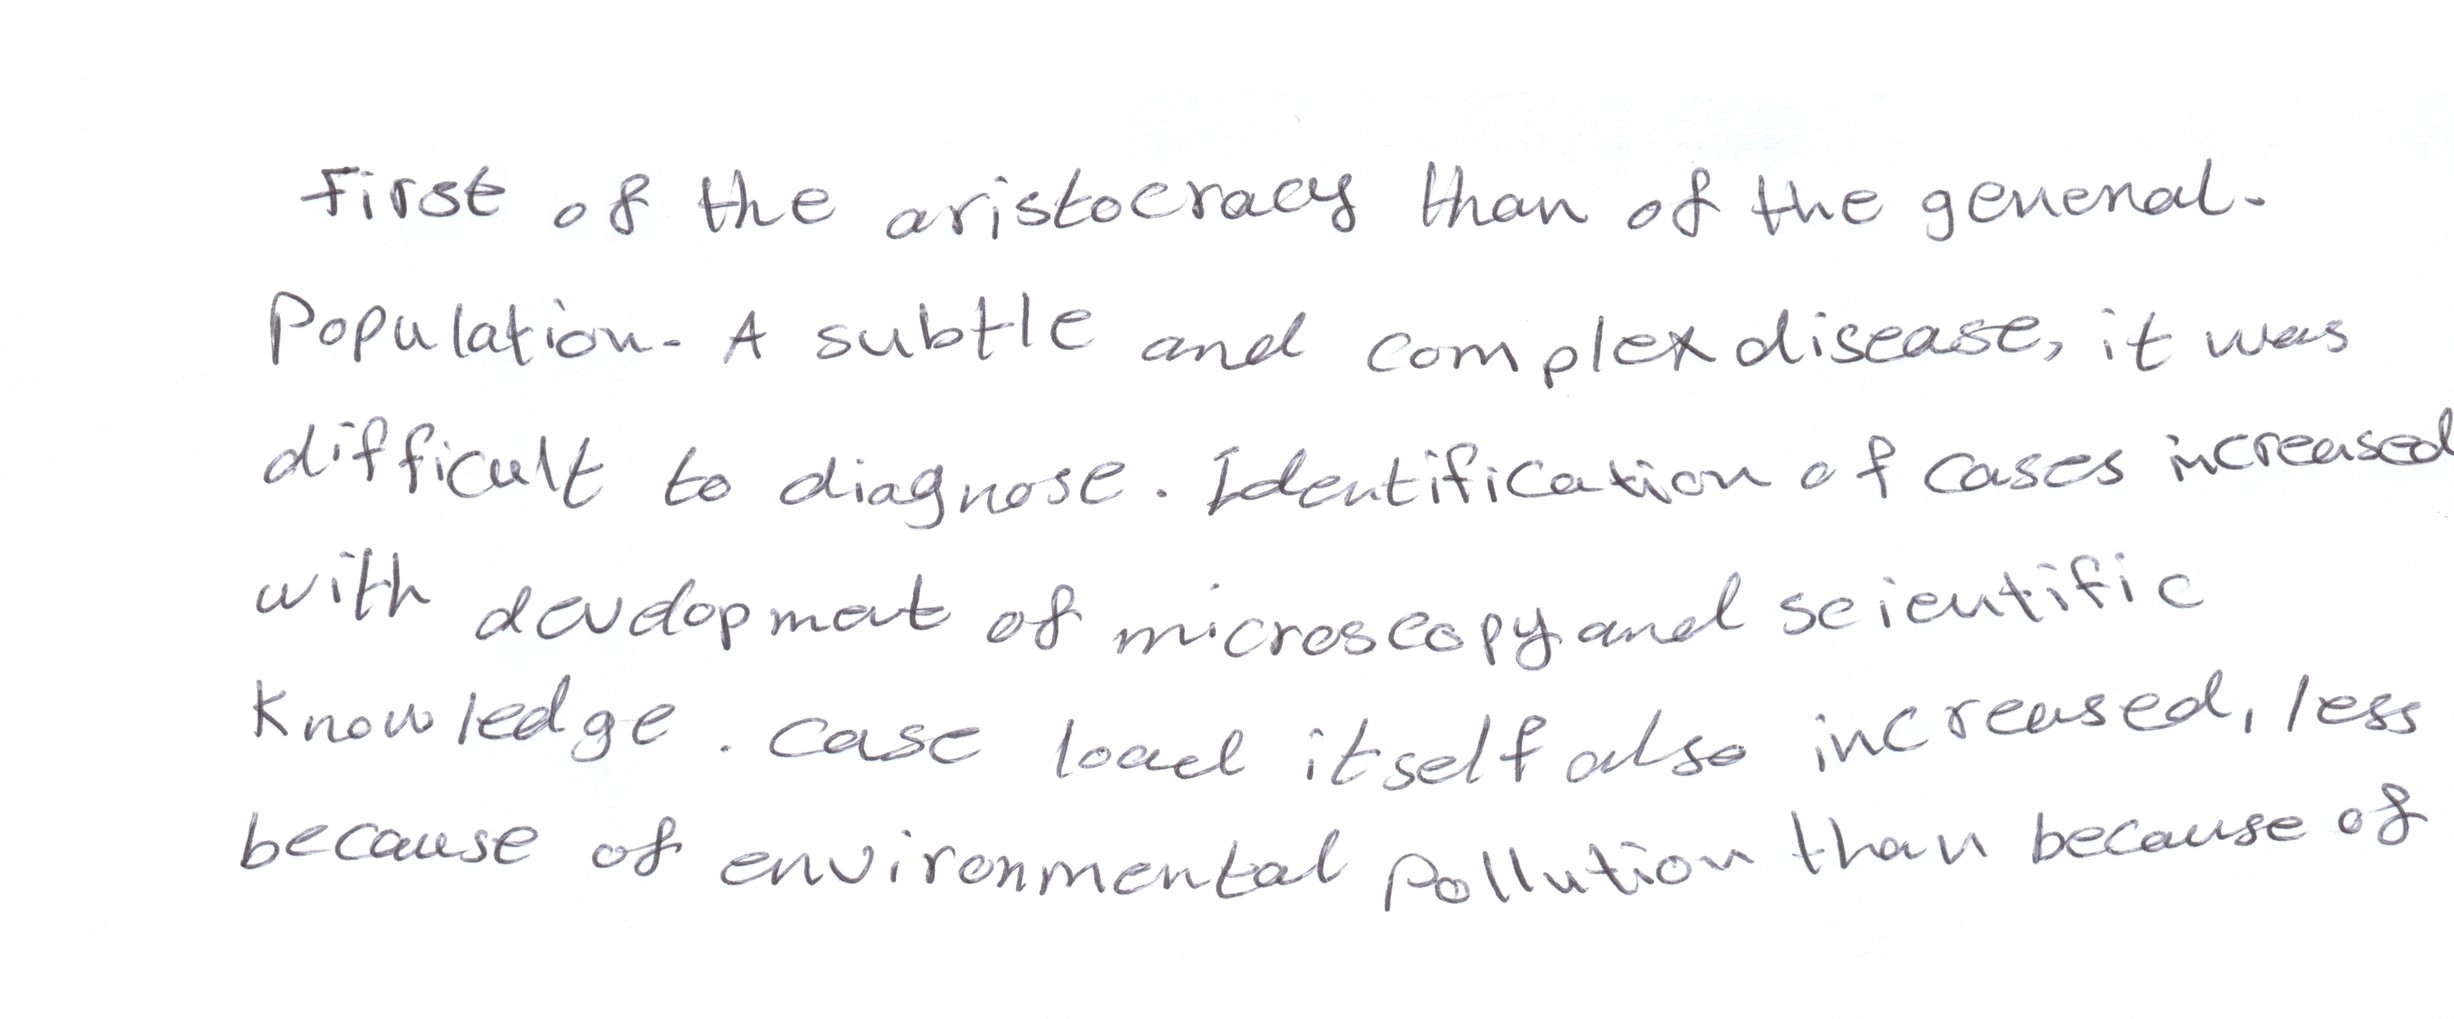 First of the aristocracy than of the general-
Population. A subtle and complex disease, it was
difficult to diagnose. Identification of cases increased
with development of microscopy and scientific
Knowledge. Case load itself also increased, less
because of environmental Pollution than because of